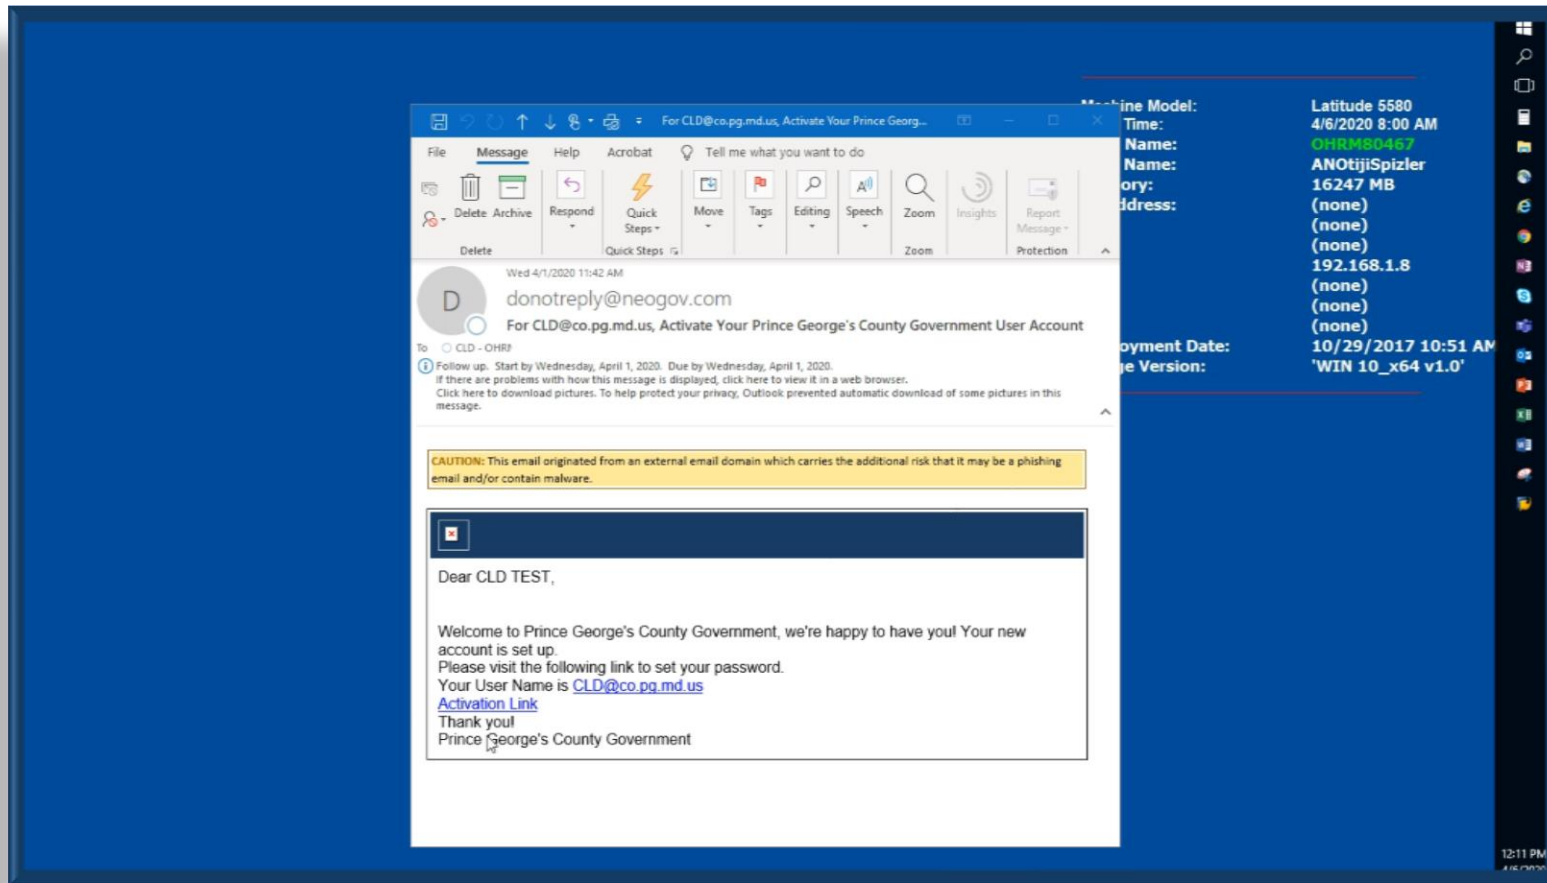 For CLD@co.pg.md.us, Activate Your Prince Georg...
File Message Help Acrobat Tell me what you want to do
Delete Archive Respond Quick Steps Move Tags Editing Speech Zoom Insights Report Message
Delete Quick Steps Zoom Protection
Wed 4/1/2020 11:42 AM
D
donotreply@neogov.com
For CLD@co.pg.md.us, Activate Your Prince George's County Government User Account
To CLD - OHRM
Follow up. Start by Wednesday, April 1, 2020. Due by Wednesday, April 1, 2020.
If there are problems with how this message is displayed, click here to view it in a web browser.
Click here to download pictures. To help protect your privacy, Outlook prevented automatic download of some pictures in this
message.
CAUTION: This email originated from an external email domain which carries the additional risk that it may be a phishing
email and/or contain malware.
Dear CLD TEST,
Welcome to Prince George's County Government, we're happy to have you! Your new
account is set up.
Please visit the following link to set your password.
Your User Name is CLD@co.pg.md.us
Activation Link
Thank you!
Prince George's County Government
ine Model: Latitude 5580
Time: 4/6/2020 8:00 AM
Name: OHRM80467
Name: ANOtijiSpizler
ory: 16247 MB
ddress: (none)
(none)
(none)
192.168.1.8
(none)
(none)
(none)
oyment Date: 10/29/2017 10:51 AM
e Version: 'WIN 10_x64 v1.0'
12:11 PM